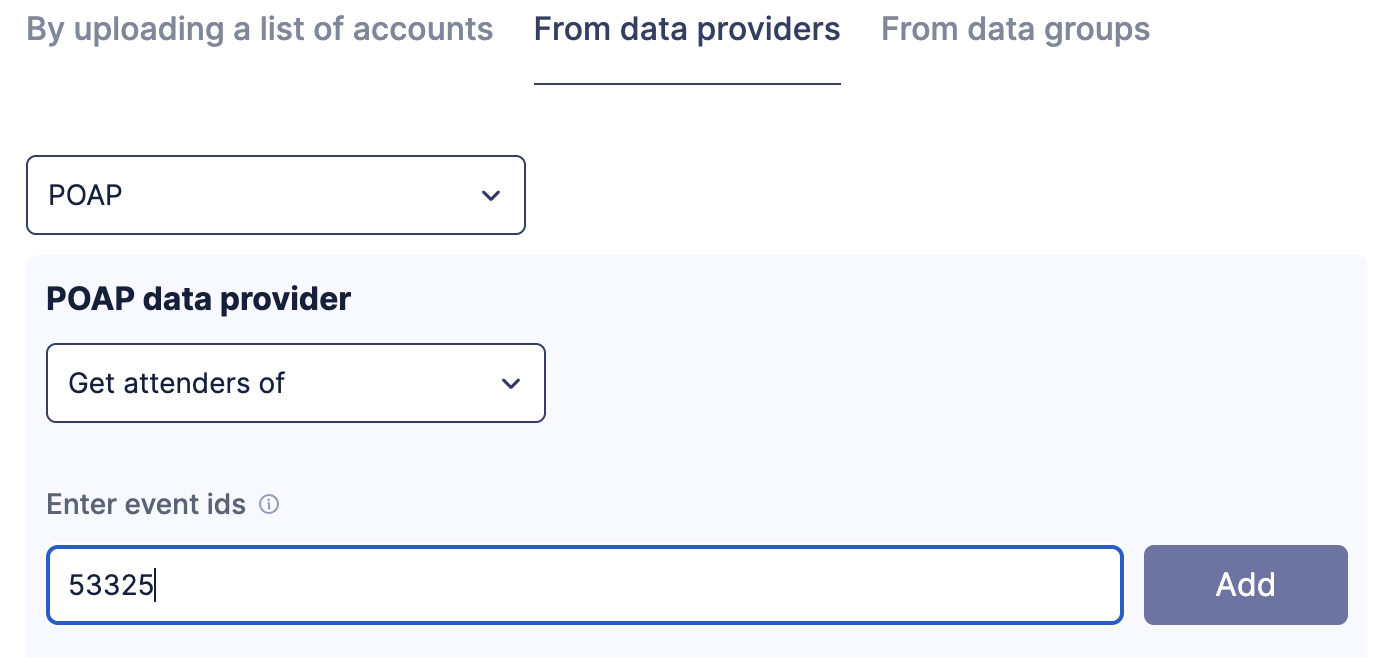 By uploading a list of accounts From data providers From data groups
POAP
POAP data provider
Get attenders of
Enter event ids
53325
Add